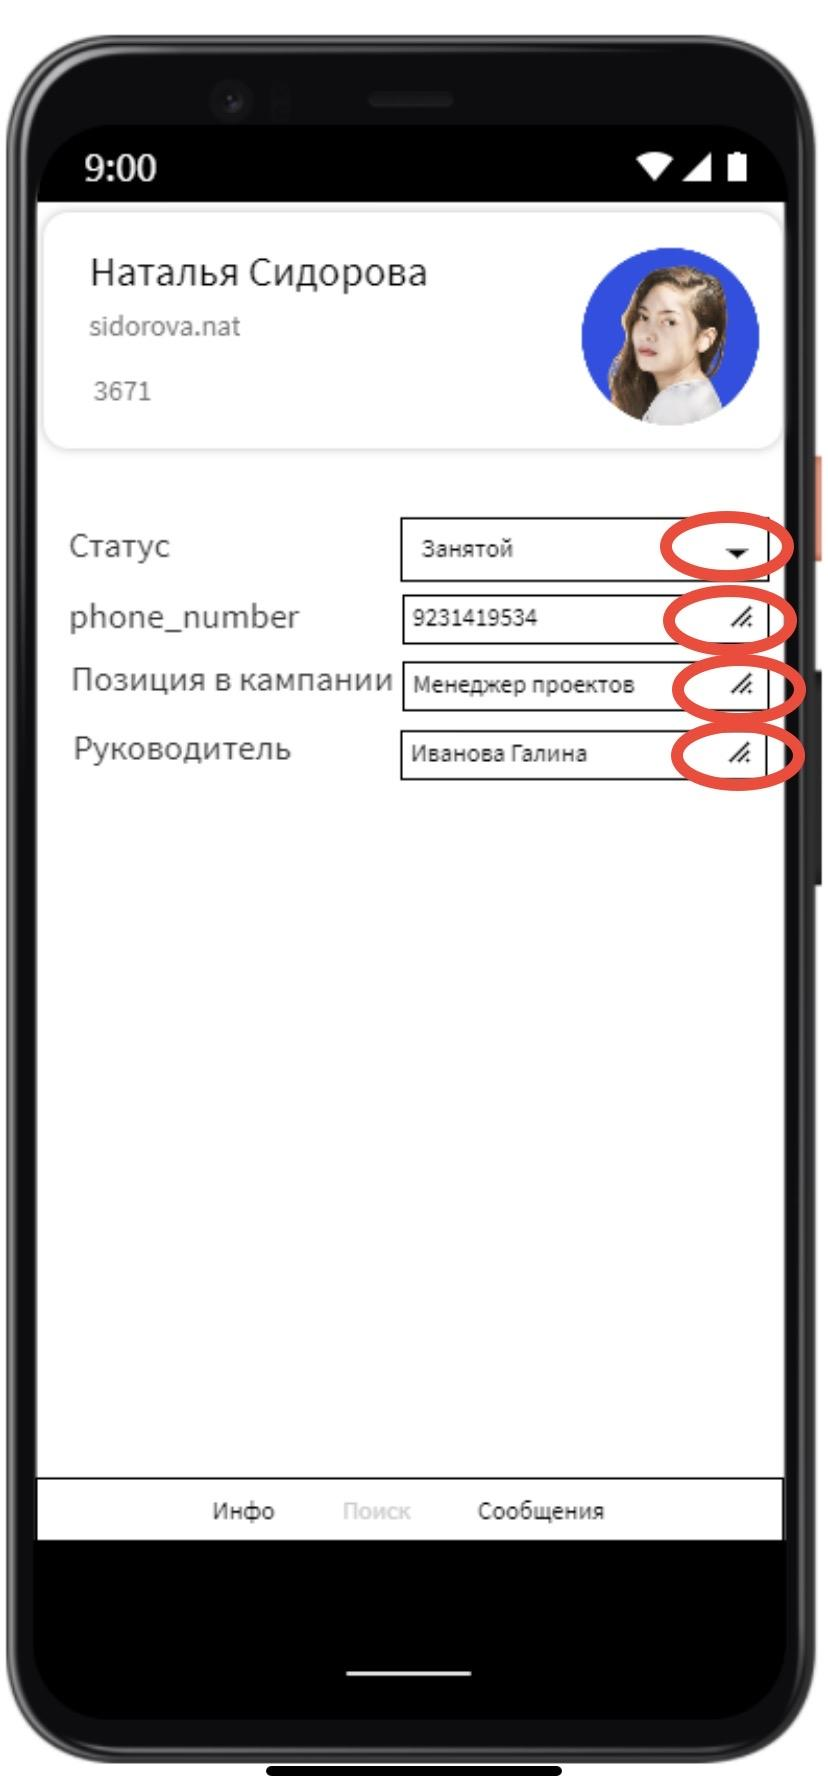 9:00
Наталья Сидорова
sidorova.nat
3671
Статус Занятой
phone_number 9231419534
Позиция в кампании Менеджер проектов
Руководитель Иванова Галина
Инфо Поиск Сообщения